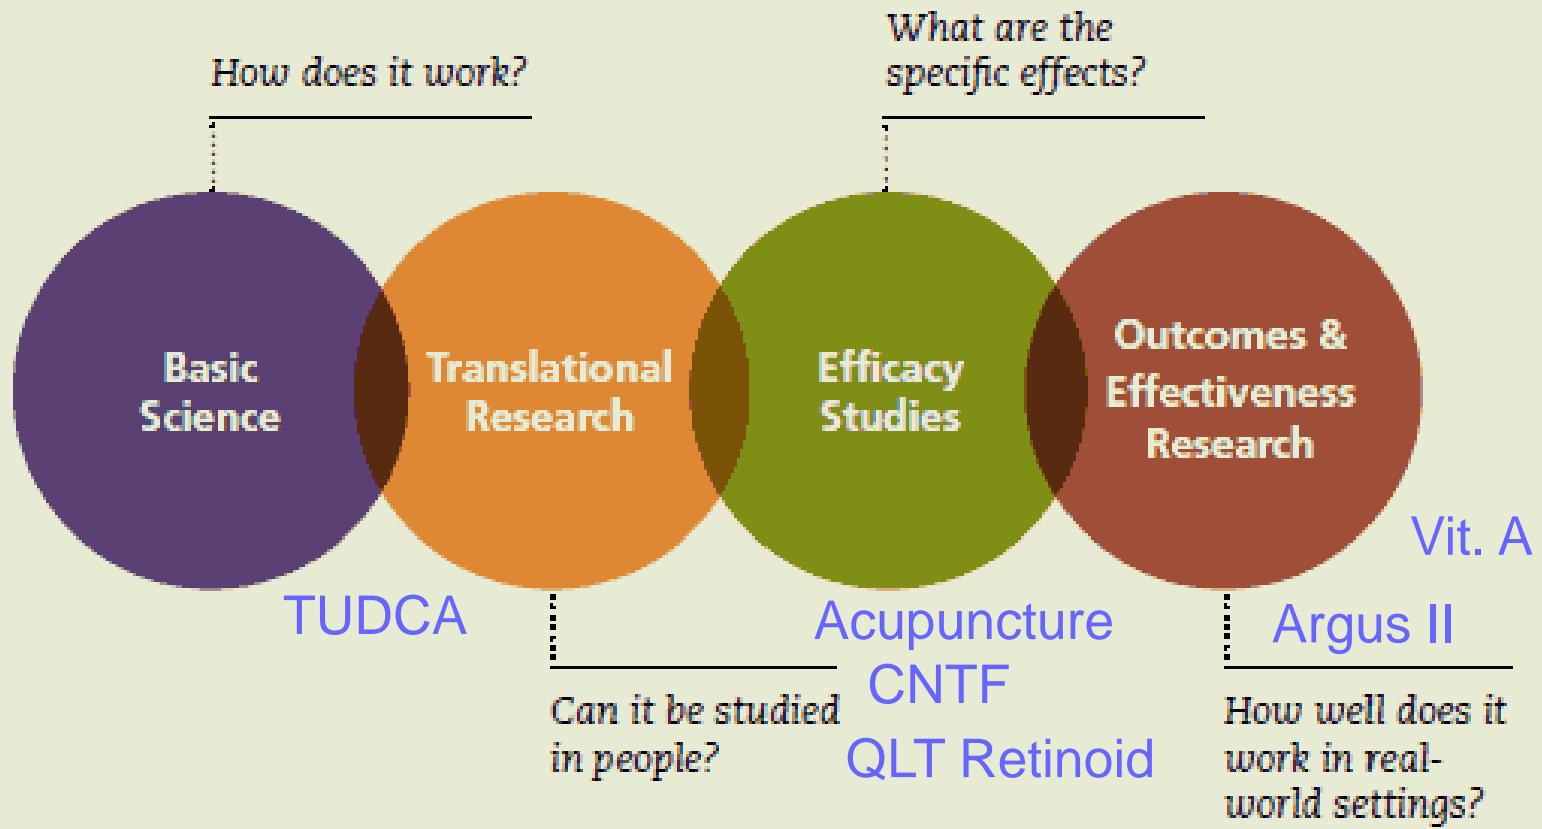 How does it work?
What are the
specific effects?
Basic
Science
Translational
Research
Efficacy
Studies
Outcomes &
Effectiveness
Research
Vit. A
TUDCA
Acupuncture
Argus II
CNTF
Can it be studied
in people?
QLT Retinoid
How well does it
work in real-
world settings?